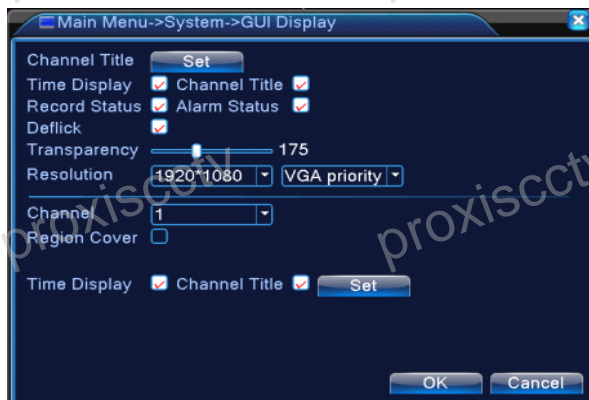 Main Menu->System->GUI Display
Channel Title Set
Time Display Channel Title
Record Status Alarm Status
Deflick
Transparency 175
Resolution 1920*1080 VGA priority
Channel 1
Region Cover
Time Display Channel Title Set
OK Cancel
proxiscctv
proxiscctv